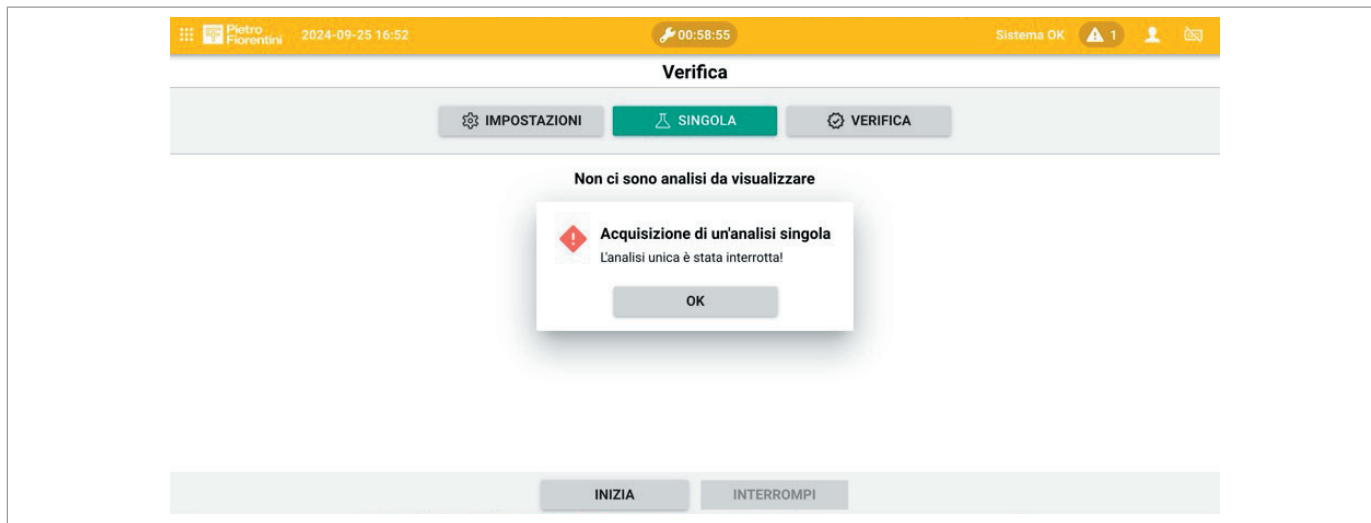 Pietro
Fiorentini
2024-09-25 16:52
00:58:55
Sistema OK
1
Verifica
IMPOSTAZIONI
SINGOLA
VERIFICA
Non ci sono analisi da visualizzare
Acquisizione di un'analisi singola
L'analisi unica è stata interrotta!
OK
INIZIA
INTERROMPI